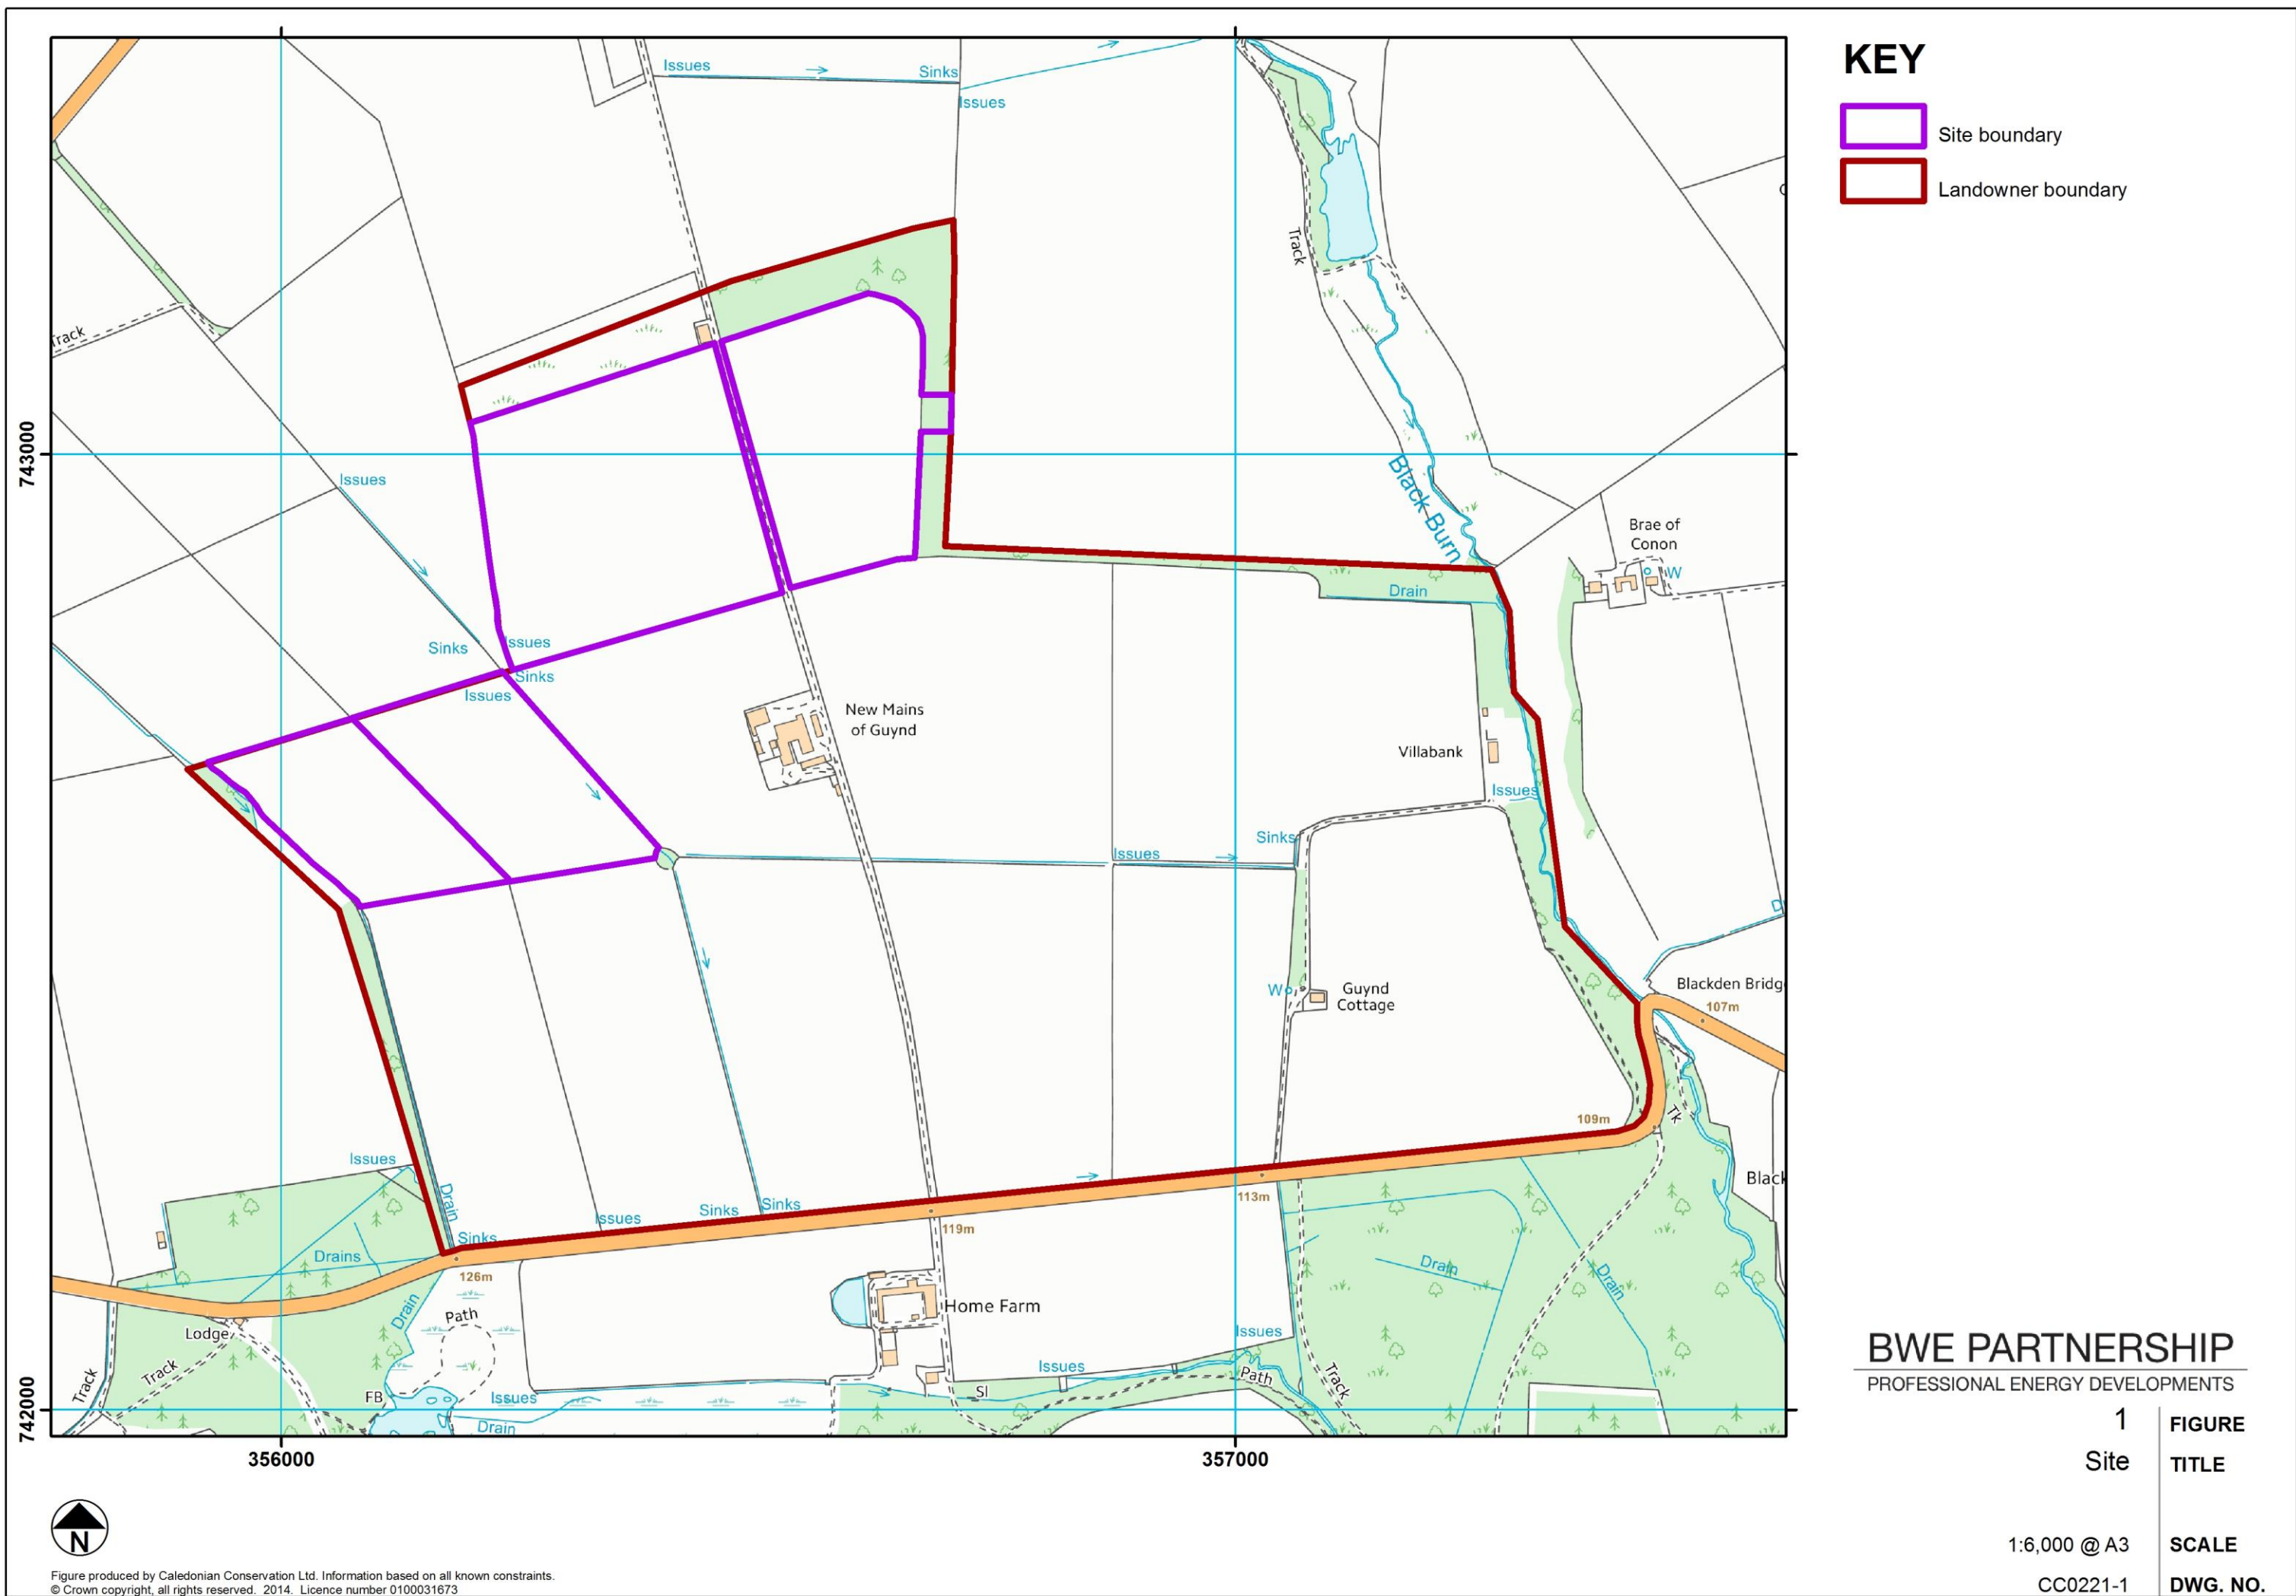 KEY
Site boundary
Landowner boundary
Issues
Sinks
Issues
Track
Track
743000
Issues
Black Burn
Brae of
Conon
W
Drain
Sinks
Issues
Sinks
Issues
New Mains
of Guynd
Villabank
Issues
Sinks
Issues
W
Guynd
Cottage
Blackden Bridg
107m
109m
Tk
Issues
Drain
Black
113m
Issues
Sinks
Sinks
119m
Sinks
Drains
126m
Drain
Drain
Drain
Path
Home Farm
Lodge
Issues
Track
Track
Issues
Path
Track
FB
Issues
SI
Drain
742000
356000
357000
N
BWE PARTNERSHIP
PROFESSIONAL ENERGY DEVELOPMENTS
1 FIGURE
Site TITLE
1:6,000 @ A3 SCALE
CC0221-1 DWG. NO.
Figure produced by Caledonian Conservation Ltd. Information based on all known constraints.
© Crown copyright, all rights reserved. 2014. Licence number 0100031673